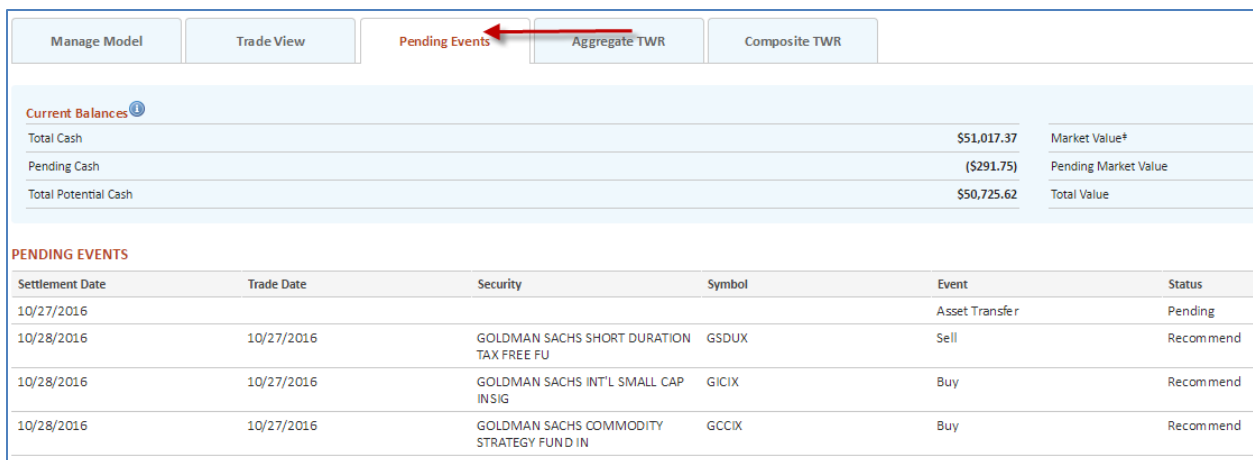 Manage Model Trade View Pending Events Aggregate TWR Composite TWR
Current Balances
Total Cash $51,017.37 Market Value‡
Pending Cash ($291.75) Pending Market Value
Total Potential Cash $50,725.62 Total Value
PENDING EVENTS
Settlement Date Trade Date Security Symbol Event Status
10/27/2016 Asset Transfer Pending
10/28/2016 10/27/2016 GOLDMAN SACHS SHORT DURATION GSDUX Sell Recommend
TAX FREE FU
10/28/2016 10/27/2016 GOLDMAN SACHS INT'L SMALL CAP GICIX Buy Recommend
INSIG
10/28/2016 10/27/2016 GOLDMAN SACHS COMMODITY GCCIX Buy Recommend
STRATEGY FUND IN